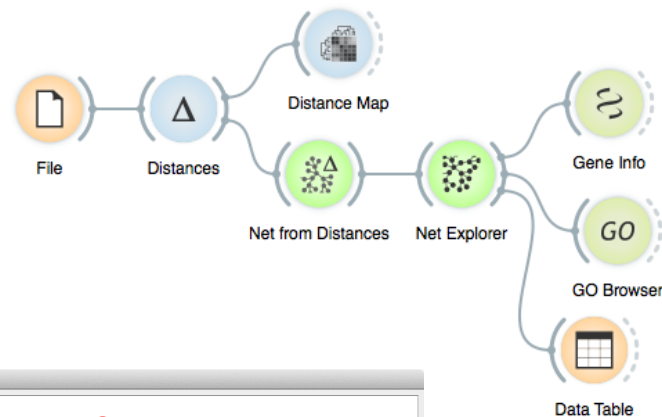 Distance Map
File
Distances
Δ
Gene Info
Net from Distances
Δ
Net Explorer
GO
GO Browser
Data Table